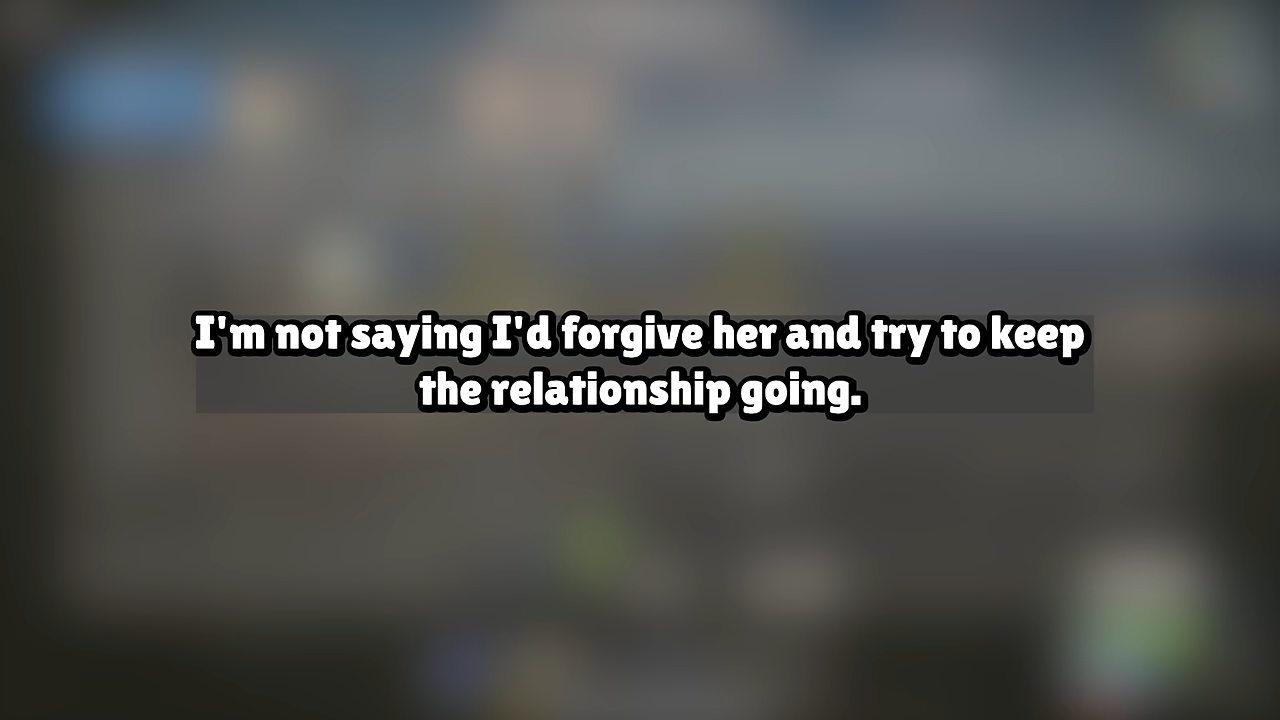 I'm not saying I'd forgive her and try to keep
the relationship going.